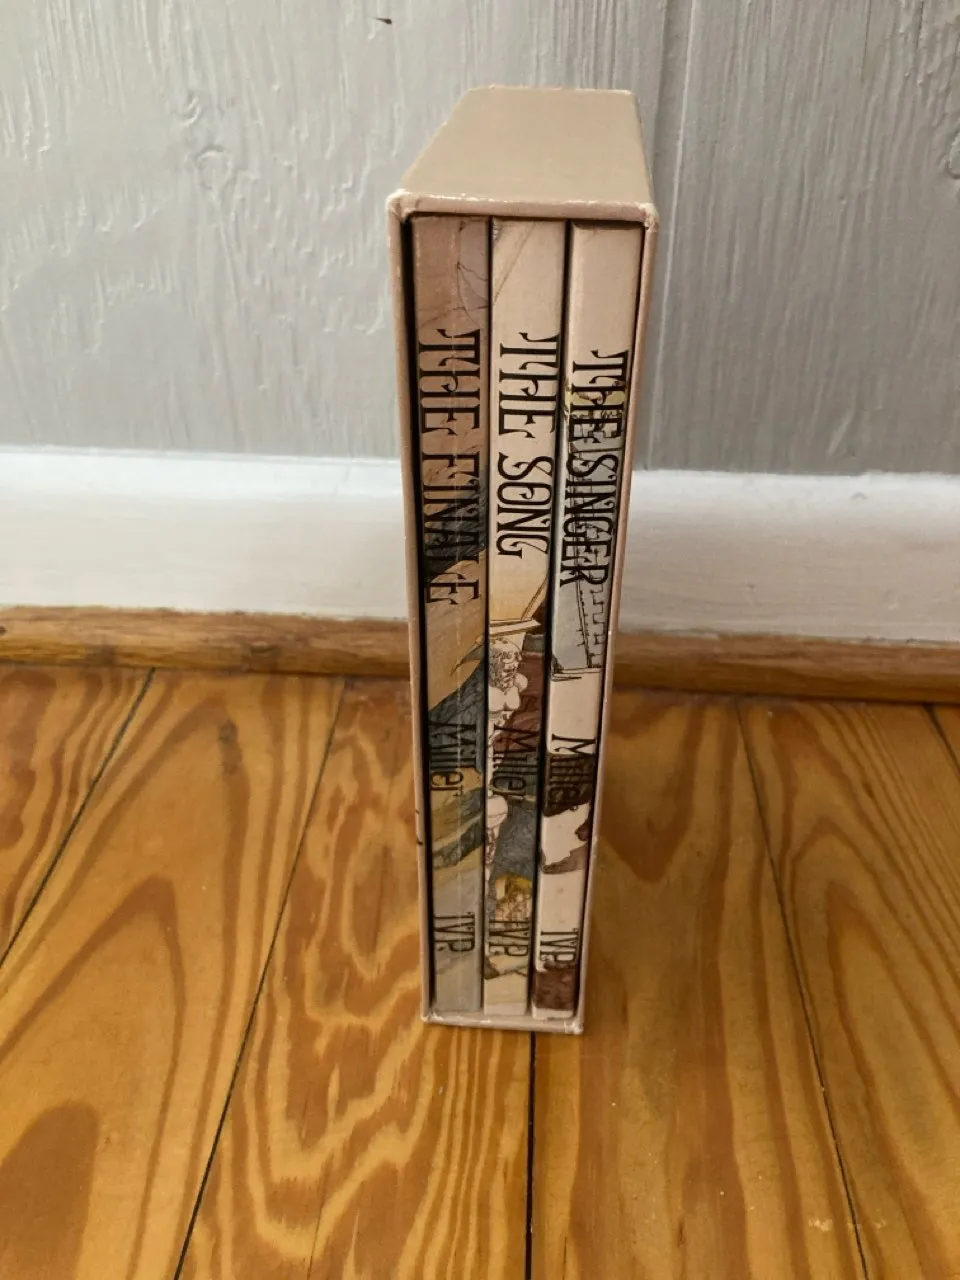 THE FINALE Miller IVP
THE SONG Miller IVP
THE SINGER Miller IVP